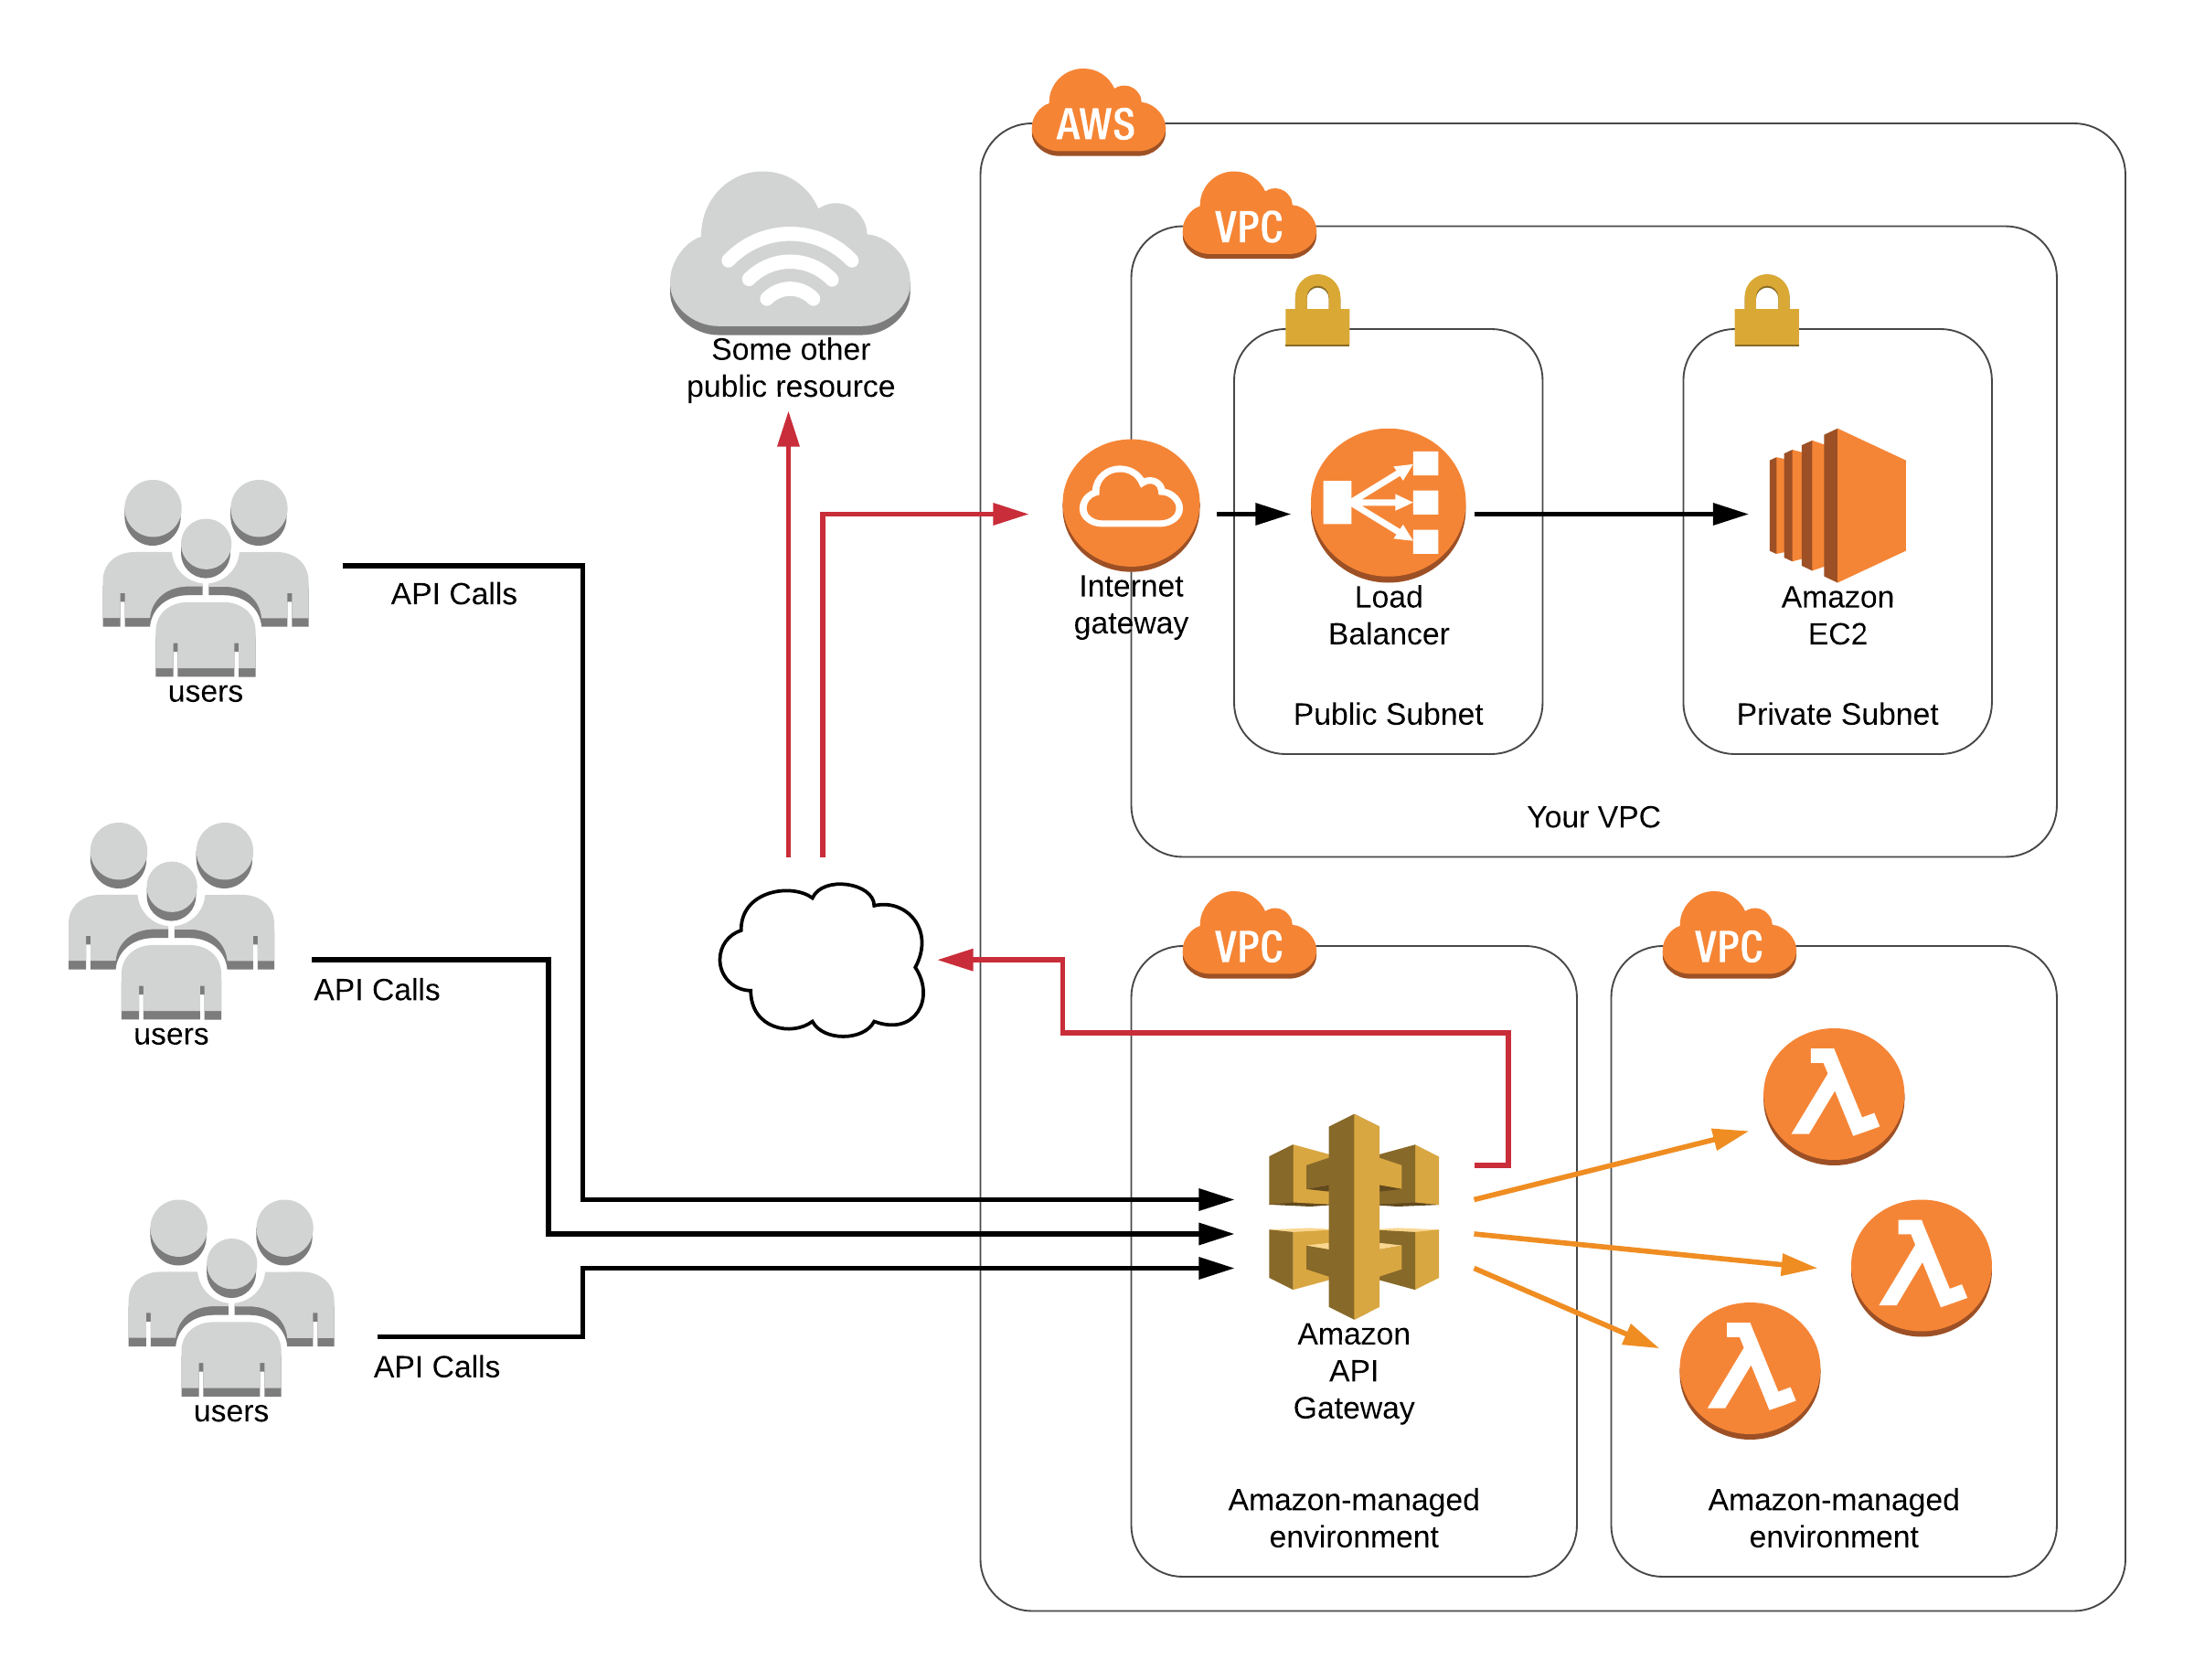 AWS
VPC
Some other
public resource
Internet
gateway
Load
Balancer
Public Subnet
Amazon
EC2
Private Subnet
Your VPC
users
API Calls
users
API Calls
users
API Calls
VPC
Amazon
API
Gateway
Amazon-managed
environment
VPC
Amazon-managed
environment